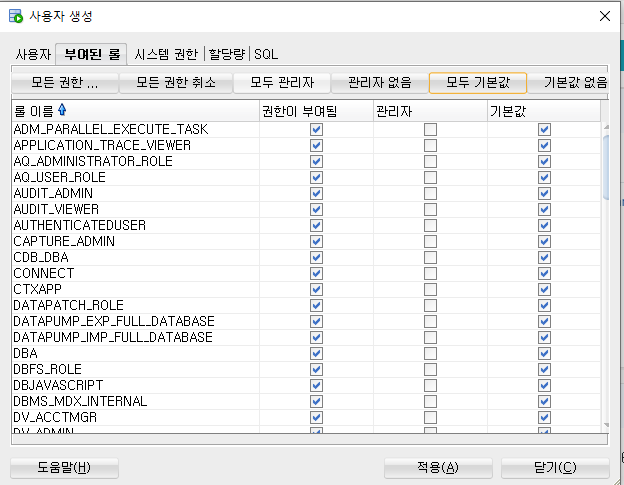 사용자 생성
사용자 부여된 롤 시스템 권한 할당량 SQL
모든 권한 ... 모든 권한 취소 모두 관리자 관리자 없음 모두 기본값 기본값 없음
롤 이름 권한이 부여됨 관리자 기본값
ADM_PARALLEL_EXECUTE_TASK
APPLICATION_TRACE_VIEWER
AQ_ADMINISTRATOR_ROLE
AQ_USER_ROLE
AUDIT_ADMIN
AUDIT_VIEWER
AUTHENTICATEDUSER
CAPTURE_ADMIN
CDB_DBA
CONNECT
CTXAPP
DATAPATCH_ROLE
DATAPUMP_EXP_FULL_DATABASE
DATAPUMP_IMP_FULL_DATABASE
DBA
DBFS_ROLE
DBJAVASCRIPT
DBMS_MDX_INTERNAL
DV_ACCTMGR
DV_ADMIN
도움말(H) 적용(A) 닫기(C)